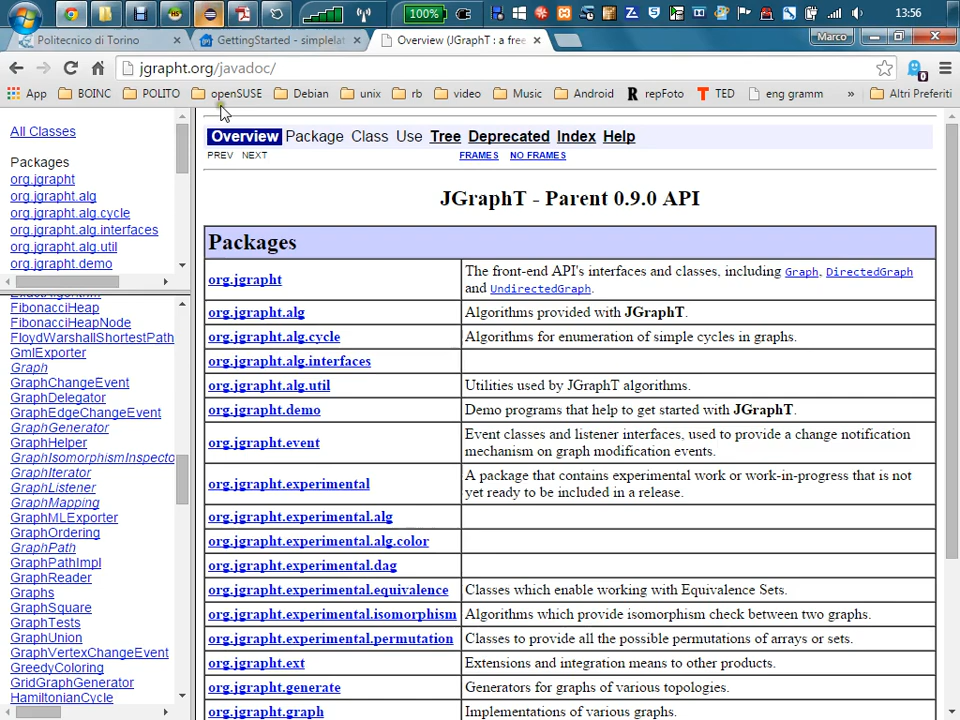 100%
13:56
Politecnico di Torino
GettingStarted - simplelat
Overview (JGraphT : a free
Marco
jgrapht.org/javadoc/
App
BOINC
POLITO
openSUSE
Debian
unix
rb
video
Music
Android
repFoto
TED
eng gramm
»
Altri Preferiti
All Classes
Packages
org.jgrapht
org.jgrapht.alg
org.jgrapht.alg.cycle
org.jgrapht.alg.interfaces
org.jgrapht.alg.util
org.jgrapht.demo
FibonacciHeap
FibonacciHeapNode
FloydWarshallShortestPath
GmlExporter
Graph
GraphChangeEvent
GraphDelegator
GraphEdgeChangeEvent
GraphGenerator
GraphHelper
GraphIsomorphismInspecto
GraphIterator
GraphListener
GraphMapping
GraphMLExporter
GraphOrdering
GraphPath
GraphPathImpl
GraphReader
Graphs
GraphSquare
GraphTests
GraphUnion
GraphVertexChangeEvent
GreedyColoring
GridGraphGenerator
HamiltonianCycle
Overview Package Class Use Tree Deprecated Index Help
PREV NEXT FRAMES NO FRAMES
JGraphT - Parent 0.9.0 API
Packages
org.jgrapht The front-end API's interfaces and classes, including Graph, DirectedGraph
and UndirectedGraph.
org.jgrapht.alg Algorithms provided with JGraphT.
org.jgrapht.alg.cycle Algorithms for enumeration of simple cycles in graphs.
org.jgrapht.alg.interfaces
org.jgrapht.alg.util Utilities used by JGraphT algorithms.
org.jgrapht.demo Demo programs that help to get started with JGraphT.
org.jgrapht.event Event classes and listener interfaces, used to provide a change notification
mechanism on graph modification events.
org.jgrapht.experimental A package that contains experimental work or work-in-progress that is not
yet ready to be included in a release.
org.jgrapht.experimental.alg
org.jgrapht.experimental.alg.color
org.jgrapht.experimental.dag
org.jgrapht.experimental.equivalence Classes which enable working with Equivalence Sets.
org.jgrapht.experimental.isomorphism Algorithms which provide isomorphism check between two graphs.
org.jgrapht.experimental.permutation Classes to provide all the possible permutations of arrays or sets.
org.jgrapht.ext Extensions and integration means to other products.
org.jgrapht.generate Generators for graphs of various topologies.
org.jgrapht.graph Implementations of various graphs.